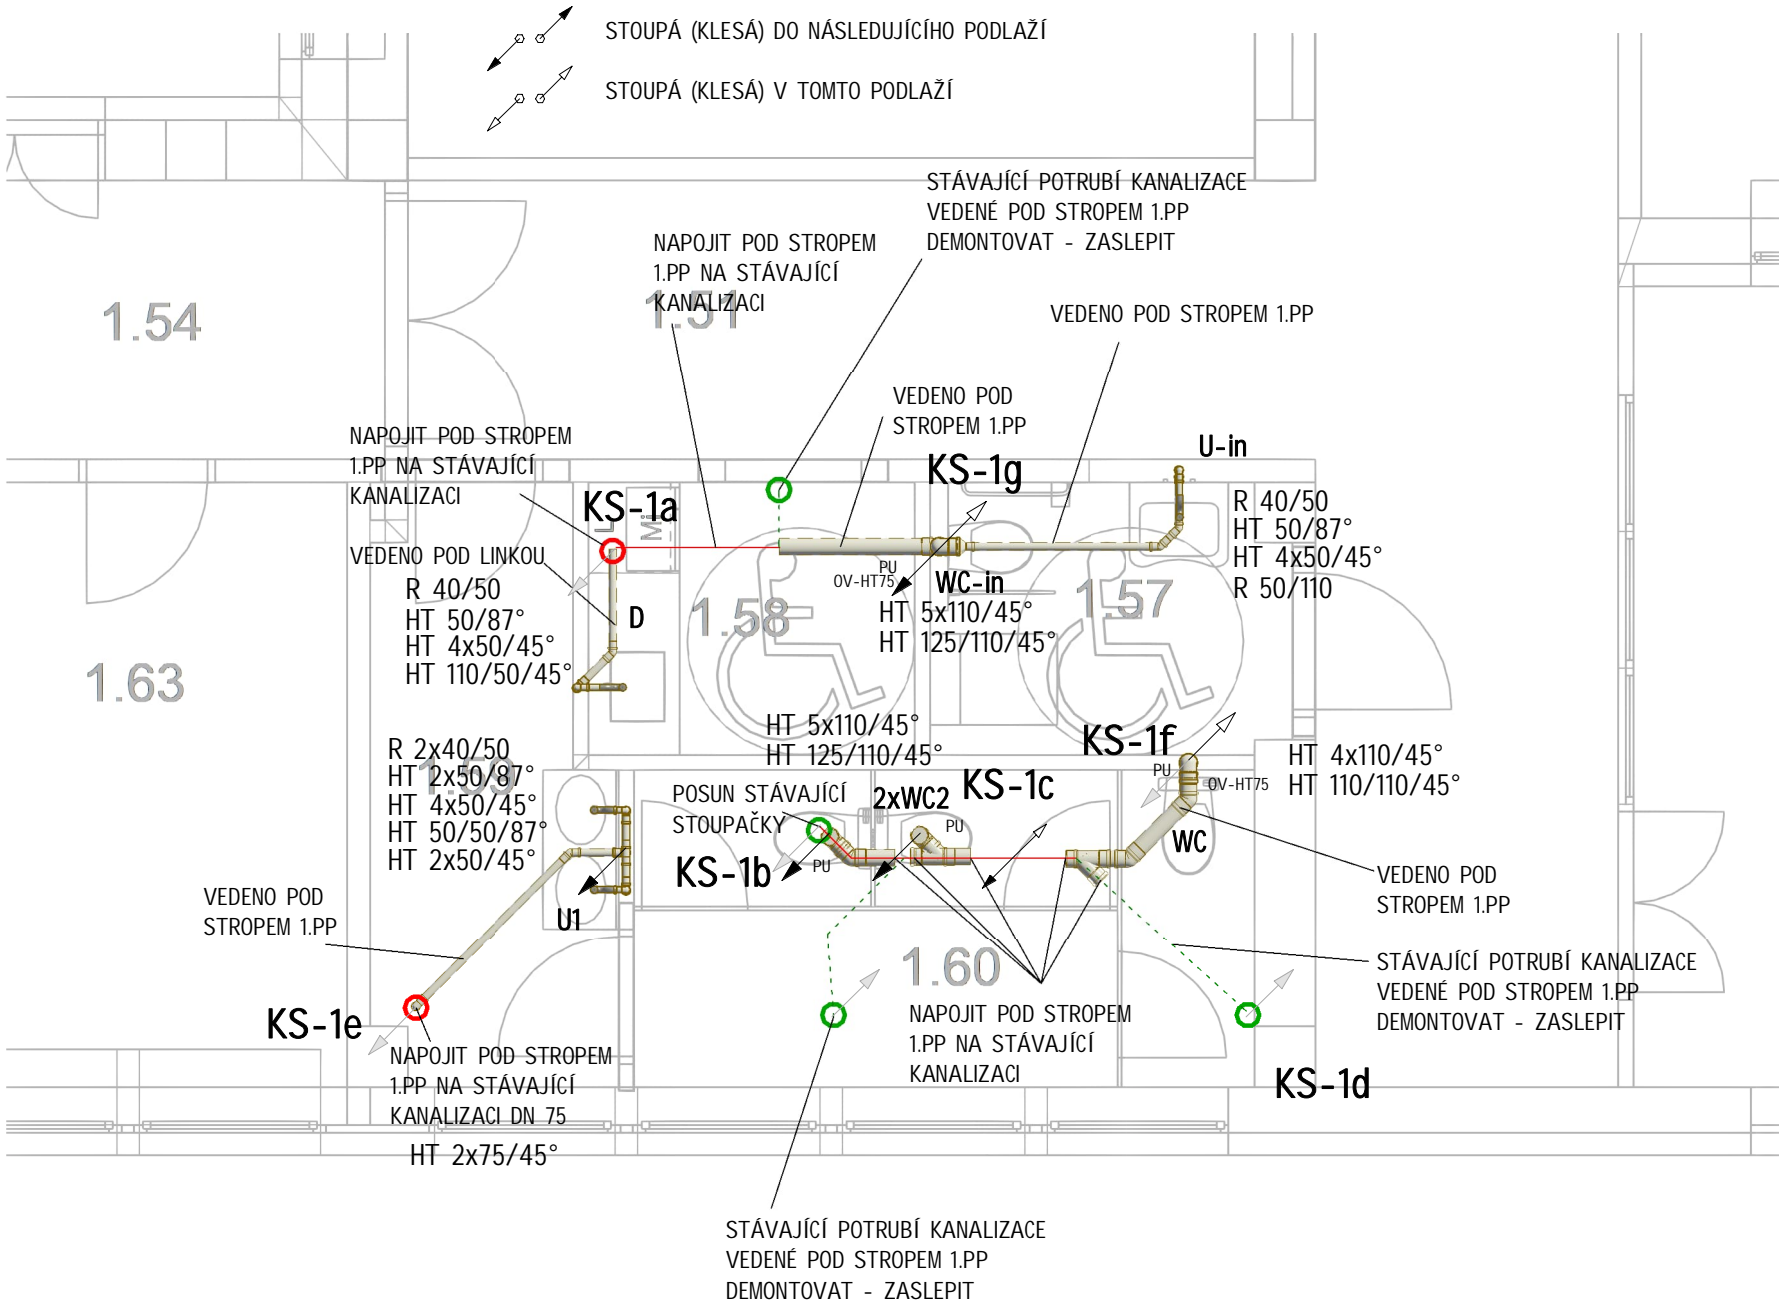 STOUPÁ (KLESÁ) DO NÁSLEDUJÍCÍHO PODLAŽÍ
STOUPÁ (KLESÁ) V TOMTO PODLAŽÍ
STÁVAJÍCÍ POTRUBÍ KANALIZACE
VEDENÉ POD STROPEM 1.PP
DEMONTOVAT - ZASLEPIT
NAPOJIT POD STROPEM
1.PP NA STÁVAJÍCÍ
KANALIZACI
1.51
1.54
VEDENO POD STROPEM 1.PP
VEDENO POD
STROPEM 1.PP
NAPOJIT POD STROPEM
1.PP NA STÁVAJÍCÍ
KANALIZACI
U-in
KS-1g
KS-1a
R 40/50
HT 50/87°
HT 4x50/45°
R 50/110
VEDENO POD LINKOU
R 40/50
HT 50/87°
HT 4x50/45°
HT 110/50/45°
D
PU
OV-HT75
WC-in
HT 5x110/45°
HT 125/110/45°
1.58
1.57
1.63
HT 5x110/45°
HT 125/110/45°
KS-1f
PU
OV-HT75
HT 4x110/45°
HT 110/110/45°
R 2x40/50
HT 2x50/87°
HT 4x50/45°
HT 50/50/87°
HT 2x50/45°
1.59
POSUN STÁVAJÍCÍ
STOUPAČKY
2xWC2
KS-1c
PU
WC
KS-1b
PU
VEDENO POD
STROPEM 1.PP
VEDENO POD
STROPEM 1.PP
U1
1.60
STÁVAJÍCÍ POTRUBÍ KANALIZACE
VEDENÉ POD STROPEM 1.PP
DEMONTOVAT - ZASLEPIT
KS-1e
NAPOJIT POD STROPEM
1.PP NA STÁVAJÍCÍ
KANALIZACI
NAPOJIT POD STROPEM
1.PP NA STÁVAJÍCÍ
KANALIZACI DN 75
HT 2x75/45°
KS-1d
STÁVAJÍCÍ POTRUBÍ KANALIZACE
VEDENÉ POD STROPEM 1.PP
DEMONTOVAT - ZASLEPIT